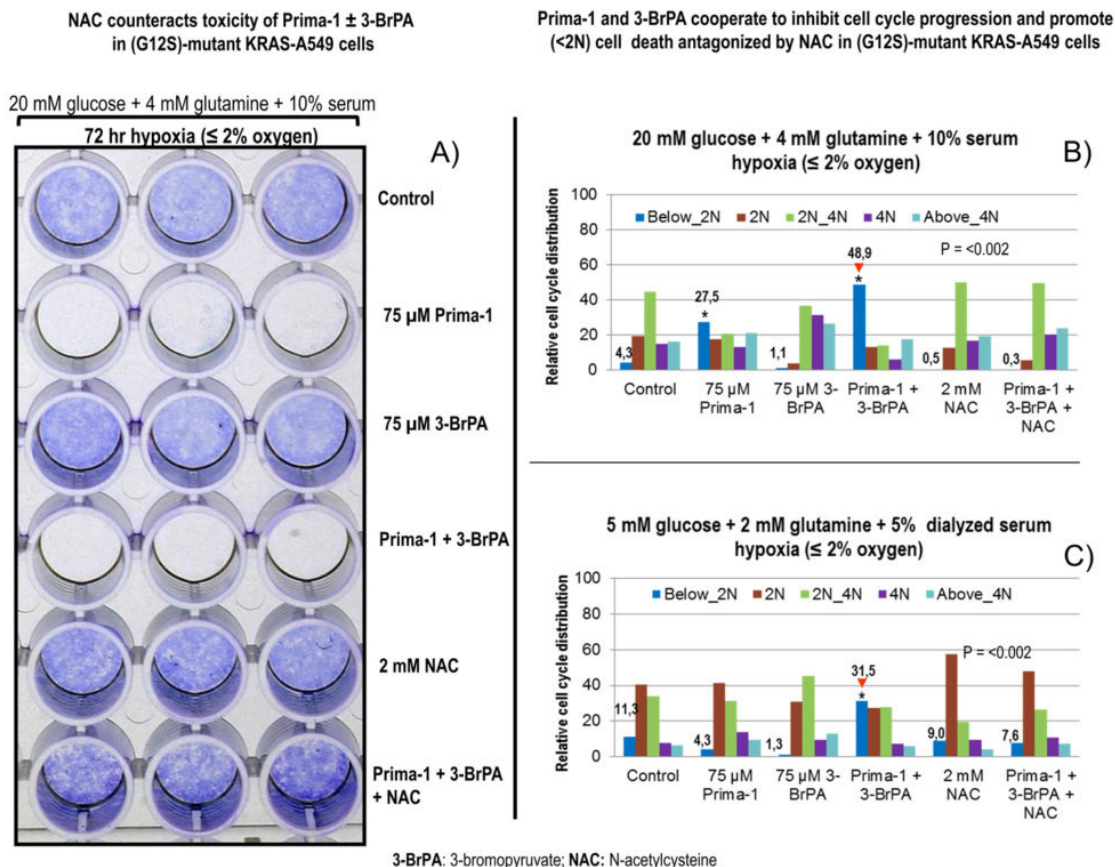 NAC counteracts toxicity of Prima-1 ± 3-BrPA
in (G12S)-mutant KRAS-A549 cells
Prima-1 and 3-BrPA cooperate to inhibit cell cycle progression and promote
(<2N) cell death antagonized by NAC in (G12S)-mutant KRAS-A549 cells
20 mM glucose + 4 mM glutamine + 10% serum
72 hr hypoxia (≤ 2% oxygen)
A)
Control
75 µM Prima-1
75 µM 3-BrPA
Prima-1 + 3-BrPA
2 mM NAC
Prima-1 + 3-BrPA
+ NAC
20 mM glucose + 4 mM glutamine + 10% serum
hypoxia (≤ 2% oxygen)
B)
Below_2N 2N 2N_4N 4N Above_4N
Relative cell cycle distribution
100
80
60
40
20
0
4,3
27,5
*
1,1
48,9
*
0,5
0,3
P = <0.002
Control
75 µM
Prima-1
75 µM 3-
BrPA
Prima-1 +
3-BrPA
2 mM
NAC
Prima-1 +
3-BrPA +
NAC
5 mM glucose + 2 mM glutamine + 5% dialyzed serum
hypoxia (≤ 2% oxygen)
C)
Below_2N 2N 2N_4N 4N Above_4N
Relative cell cycle distribution
100
80
60
40
20
0
11,3
4,3
1,3
31,5
*
9,0
7,6
P = <0.002
Control
75 µM
Prima-1
75 µM 3-
BrPA
Prima-1 +
3-BrPA
2 mM
NAC
Prima-1 +
3-BrPA +
NAC
3-BrPA: 3-bromopyruvate; NAC: N-acetylcysteine